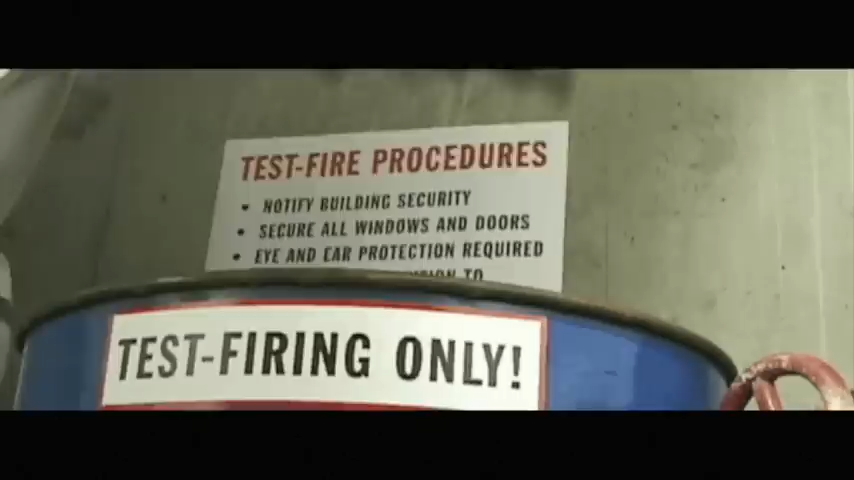 TEST-FIRE PROCEDURES
• NOTIFY BUILDING SECURITY
• SECURE ALL WINDOWS AND DOORS
• EYE AND EAR PROTECTION REQUIRED
TO
TEST-FIRING ONLY!